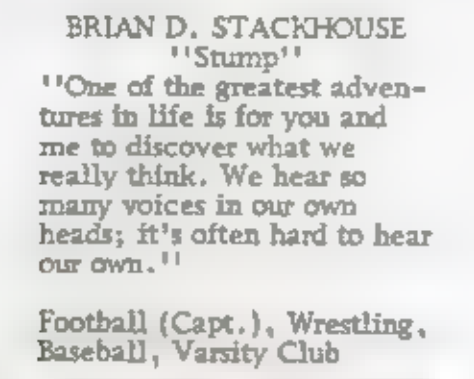 BRIAN D. STACKHOUSE
"Stump"
"One of the greatest adven-
tures in life is for you and
me to discover what we
really think. We hear so
many voices in our own
heads; it's often hard to hear
our own."
Football (Capt.), Wrestling,
Baseball, Varsity Club